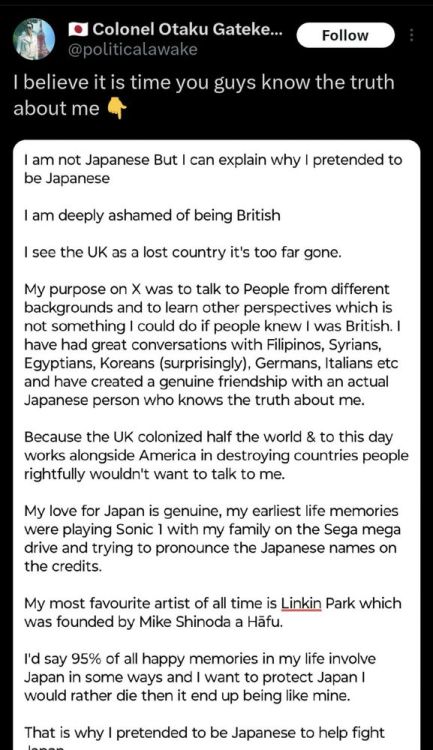 🇯🇵 Colonel Otaku Gateke...
@politicalawake
Follow
I believe it is time you guys know the truth
about me 👇
I am not Japanese But I can explain why I pretended to
be Japanese
I am deeply ashamed of being British
I see the UK as a lost country it's too far gone.
My purpose on X was to talk to People from different
backgrounds and to learn other perspectives which is
not something I could do if people knew I was British. I
have had great conversations with Filipinos, Syrians,
Egyptians, Koreans (surprisingly), Germans, Italians etc
and have created a genuine friendship with an actual
Japanese person who knows the truth about me.
Because the UK colonized half the world & to this day
works alongside America in destroying countries people
rightfully wouldn't want to talk to me.
My love for Japan is genuine, my earliest life memories
were playing Sonic 1 with my family on the Sega mega
drive and trying to pronounce the Japanese names on
the credits.
My most favourite artist of all time is Linkin Park which
was founded by Mike Shinoda a Hāfu.
I'd say 95% of all happy memories in my life involve
Japan in some ways and I want to protect Japan I
would rather die then it end up being like mine.
That is why I pretended to be Japanese to help fight